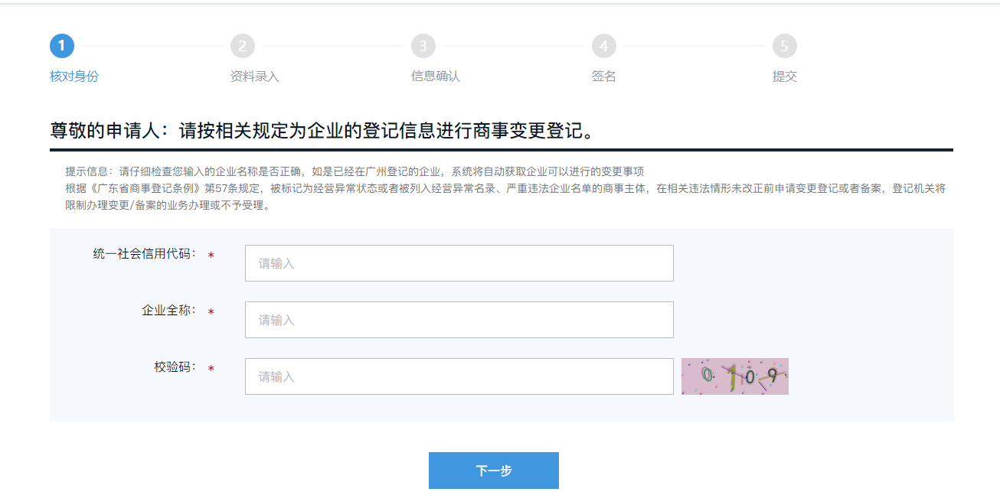 1
2
3
4
5
核对身份
资料录入
信息确认
签名
提交
尊敬的申请人：请按相关规定为企业的登记信息进行商事变更登记。
提示信息：请仔细检查您输入的企业名称是否正确，如是已经在广州登记的企业，系统将自动获取企业可以进行的变更事项
根据《广东省商事登记条例》第57条规定，被标记为经营异常状态或者被列入经营异常名录、严重违法企业名单的商事主体，在相关违法情形未改正前申请变更登记或者备案，登记机关将
限制办理变更/备案的业务办理或不予受理。
统一社会信用代码： *
请输入
企业全称： *
请输入
校验码： *
请输入
下一步